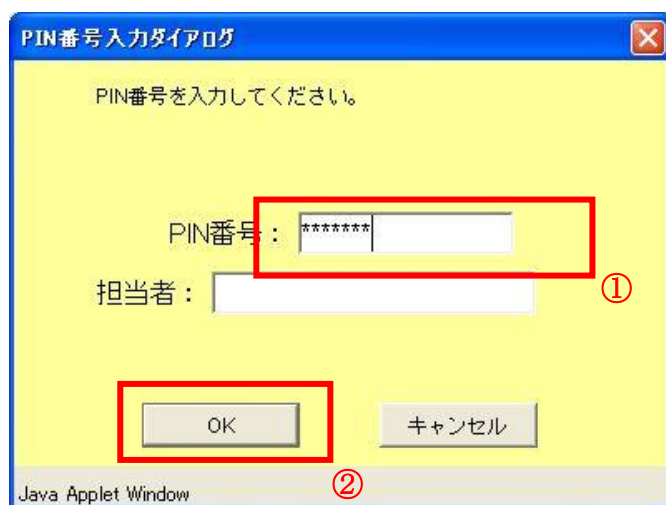 PIN番号入力ダイアログ
PIN番号を入力してください。
PIN番号： *******
①
担当者：
OK キャンセル
②
Java Applet Window